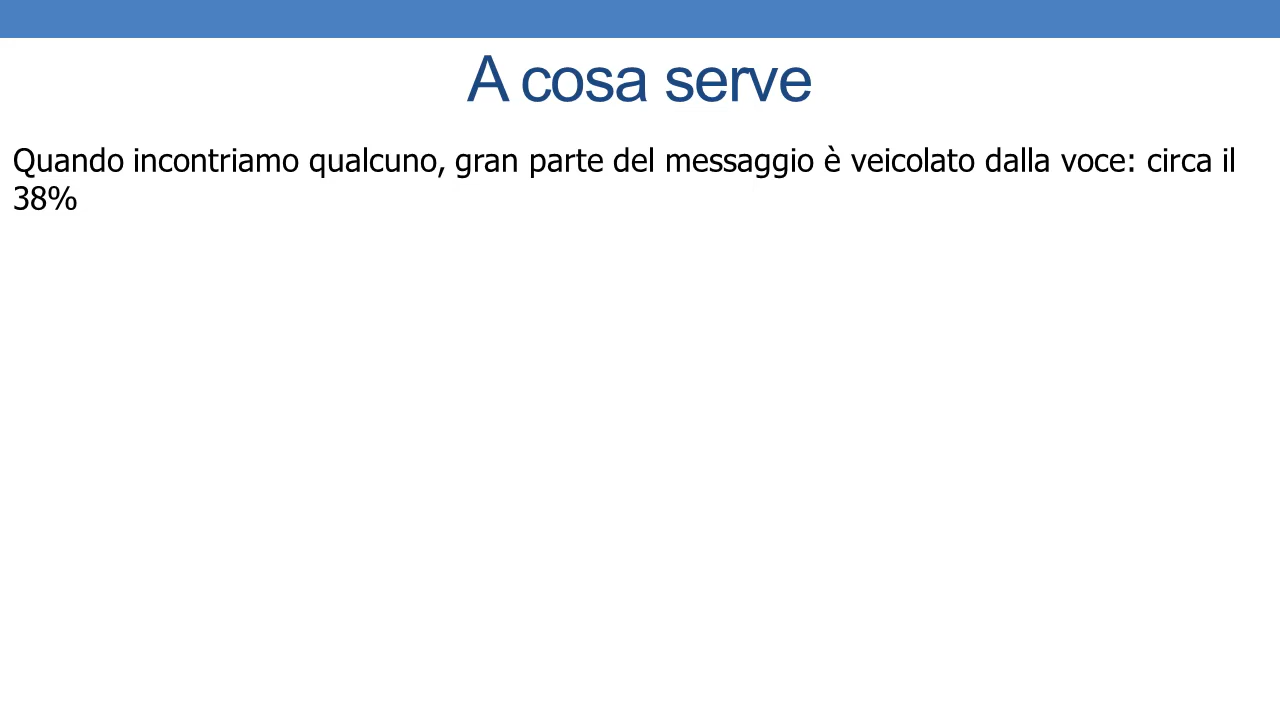 A cosa serve
Quando incontriamo qualcuno, gran parte del messaggio è veicolato dalla voce: circa il
38%